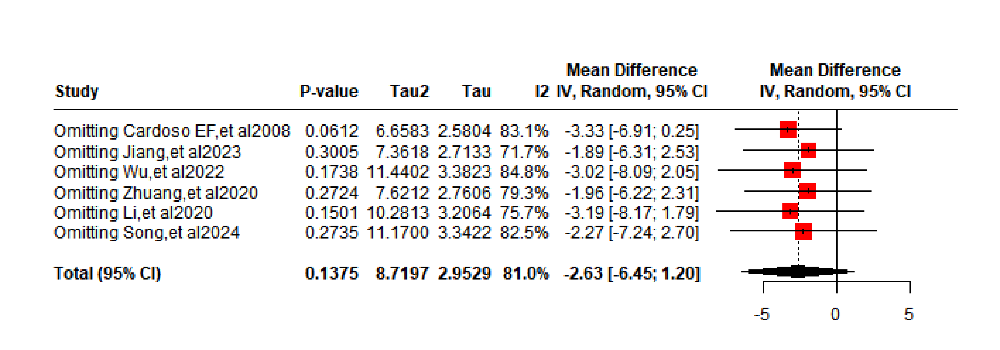 Mean Difference Mean Difference
Study P-value Tau2 Tau I2 IV, Random, 95% CI IV, Random, 95% CI
Omitting Cardoso EF,et al2008 0.0612 6.6583 2.5804 83.1% -3.33 [-6.91; 0.25]
Omitting Jiang,et al2023 0.3005 7.3618 2.7133 71.7% -1.89 [-6.31; 2.53]
Omitting Wu,et al2022 0.1738 11.4402 3.3823 84.8% -3.02 [-8.09; 2.05]
Omitting Zhuang,et al2020 0.2724 7.6212 2.7606 79.3% -1.96 [-6.22; 2.31]
Omitting Li,et al2020 0.1501 10.2813 3.2064 75.7% -3.19 [-8.17; 1.79]
Omitting Song,et al2024 0.2735 11.1700 3.3422 82.5% -2.27 [-7.24; 2.70]
Total (95% CI) 0.1375 8.7197 2.9529 81.0% -2.63 [-6.45; 1.20]
-5 0 5